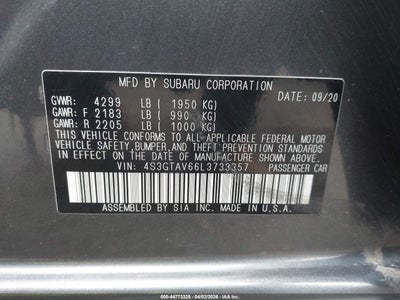 MFD BY SUBARU CORPORATION
GVWR: 4299 LB ( 1950 KG) DATE: 09/20
GAWR: F 2183 LB ( 990 KG)
GAWR: R 2205 LB ( 1000 KG)
THIS VEHICLE CONFORMS TO ALL-APPLICABLE FEDERAL MOTOR
VEHICLE SAFETY,BUMPER,AND THEFT PREVENTION STANDARDS
IN EFFECT ON THE DATE OF MANUFACTURE SHOWN ABOVE.
VIN: 4S3GTAV66L3733357 PASSENGER CAR
ASSEMBLED BY SIA INC. MADE IN U.S.A.
000-44773325 - 04/02/2026 - IAA